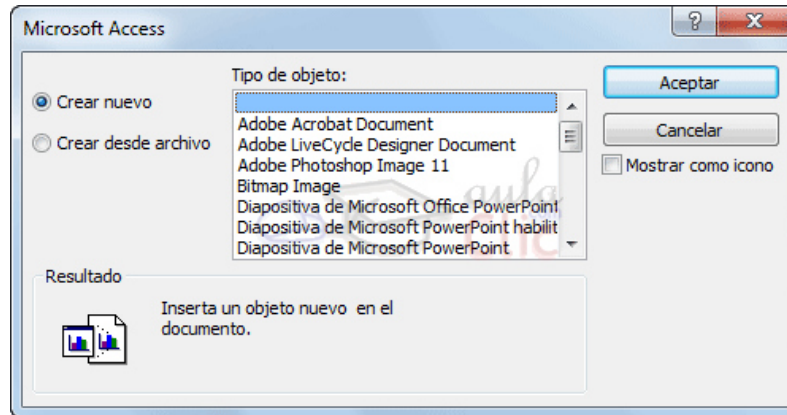 Microsoft Access
Tipo de objeto:
Crear nuevo
Crear desde archivo
Adobe Acrobat Document
Adobe LiveCycle Designer Document
Adobe Photoshop Image 11
Bitmap Image
Diapositiva de Microsoft Office PowerPoint
Diapositiva de Microsoft PowerPoint habilit
Diapositiva de Microsoft PowerPoint
Aceptar
Cancelar
Mostrar como icono
aula
clic
Resultado
Inserta un objeto nuevo en el
documento.